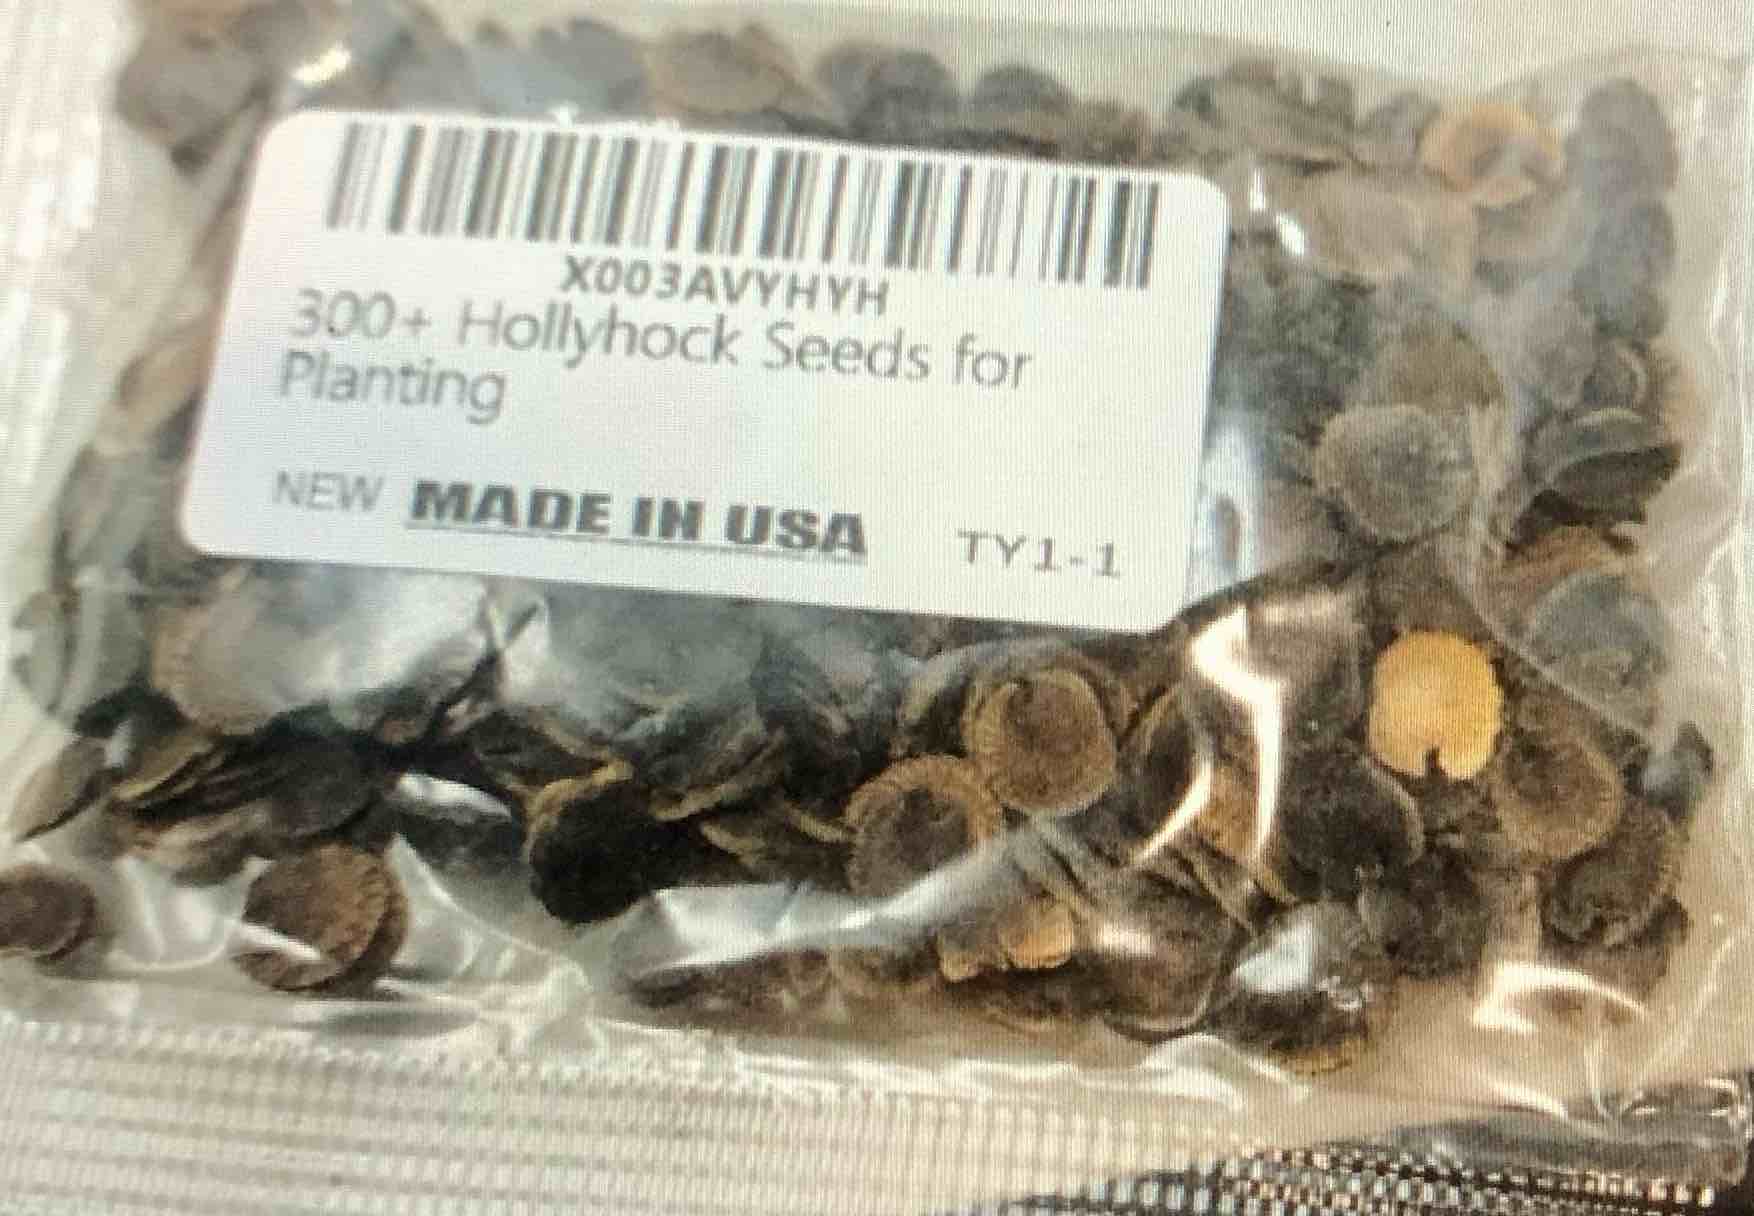 X003AVYHYH
300+ Hollyhock Seeds for
Planting
NEW MADE IN USA TY1-1